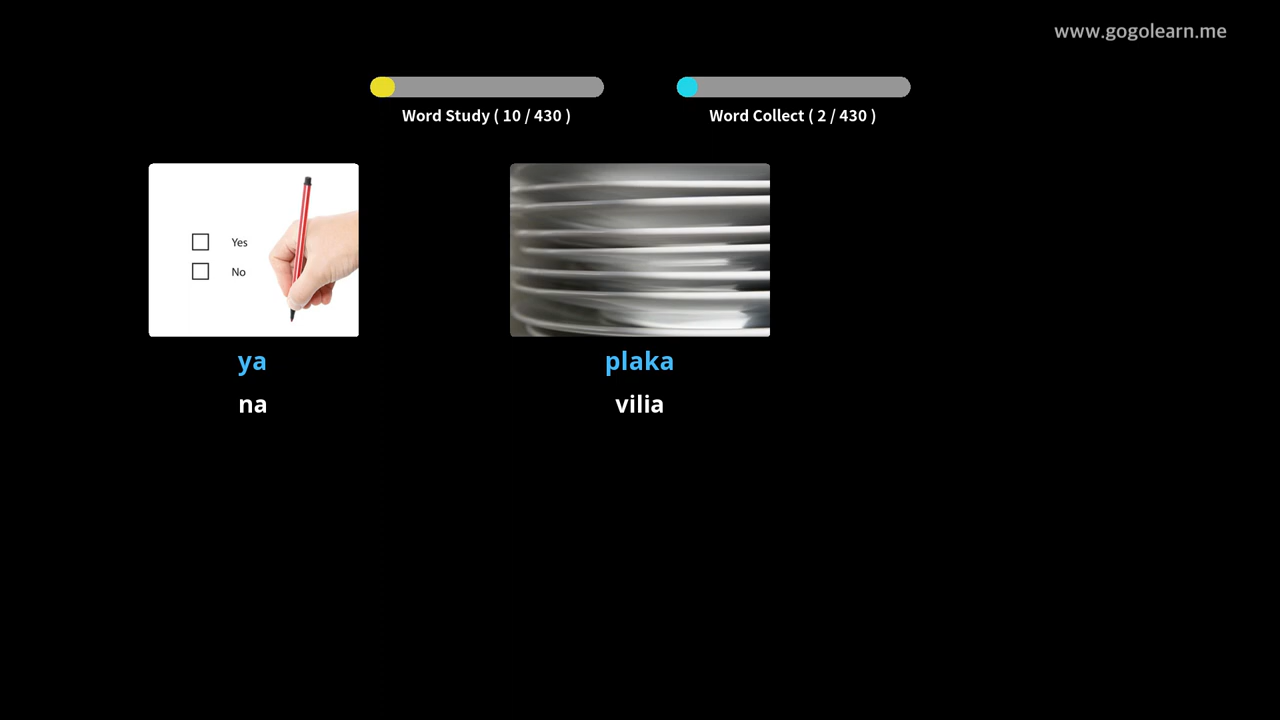 www.gogolearn.me
Word Study ( 10 / 430 )
Word Collect ( 2 / 430 )
Yes
No
ya
na
plaka
vilia